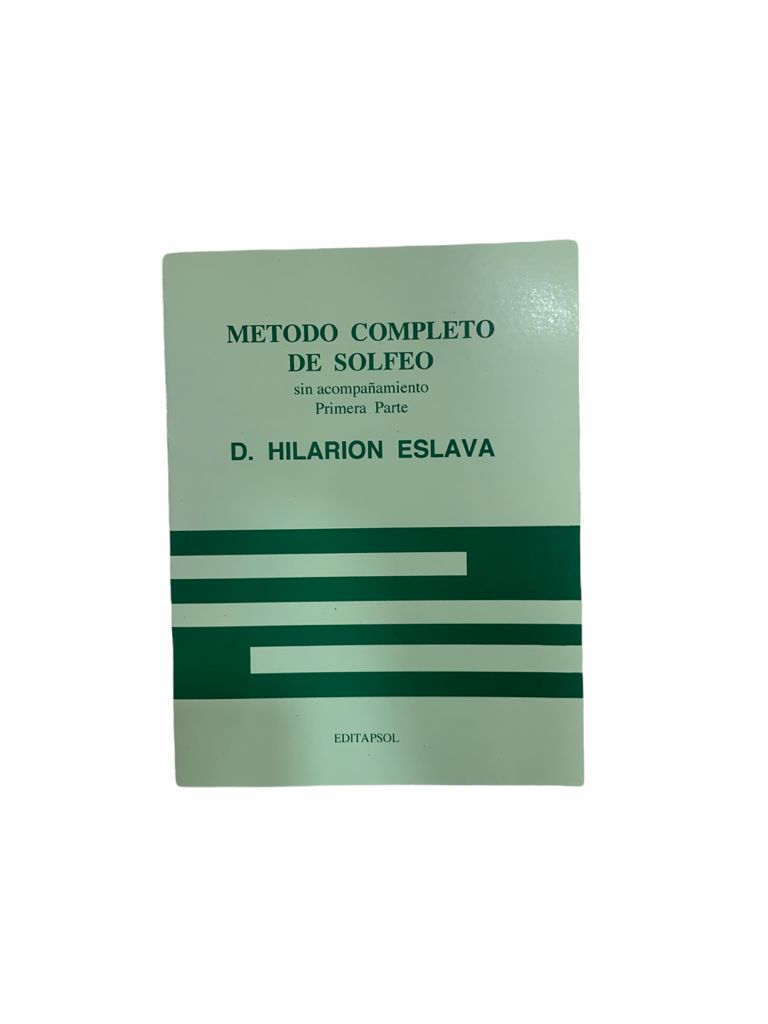 METODO COMPLETO
DE SOLFEO
sin acompañamiento
Primera Parte
D. HILARION ESLAVA
EDITAPSOL